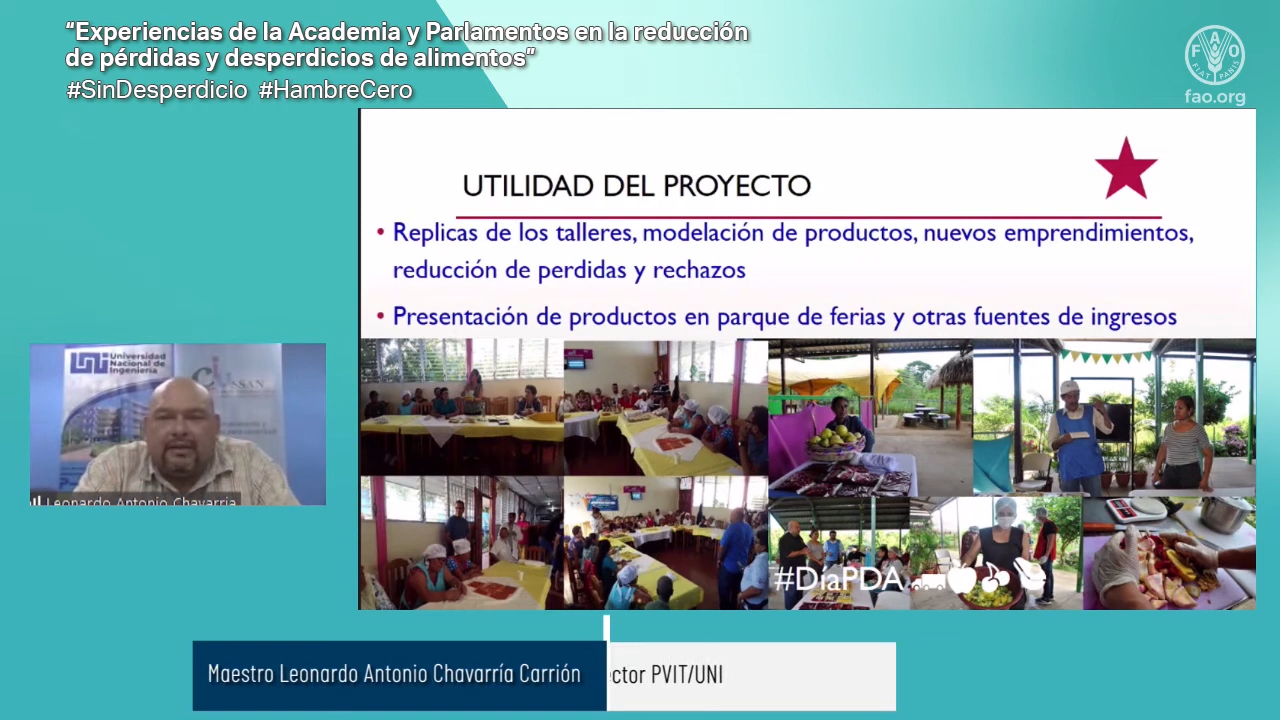 “Experiencias de la Academia y Parlamentos en la reducción
de pérdidas y desperdicios de alimentos”
#SinDesperdicio #HambreCero
F A O
FIAT PANIS
fao.org
UTILIDAD DEL PROYECTO
• Replicas de los talleres, modelación de productos, nuevos emprendimientos,
reducción de perdidas y rechazos
• Presentación de productos en parque de ferias y otras fuentes de ingresos
Universidad
Nacional de
Ingeniería
Leonardo Antonio Chavarria
#DíaPDA
Maestro Leonardo Antonio Chavarría Carrión
ector PVIT/UNI